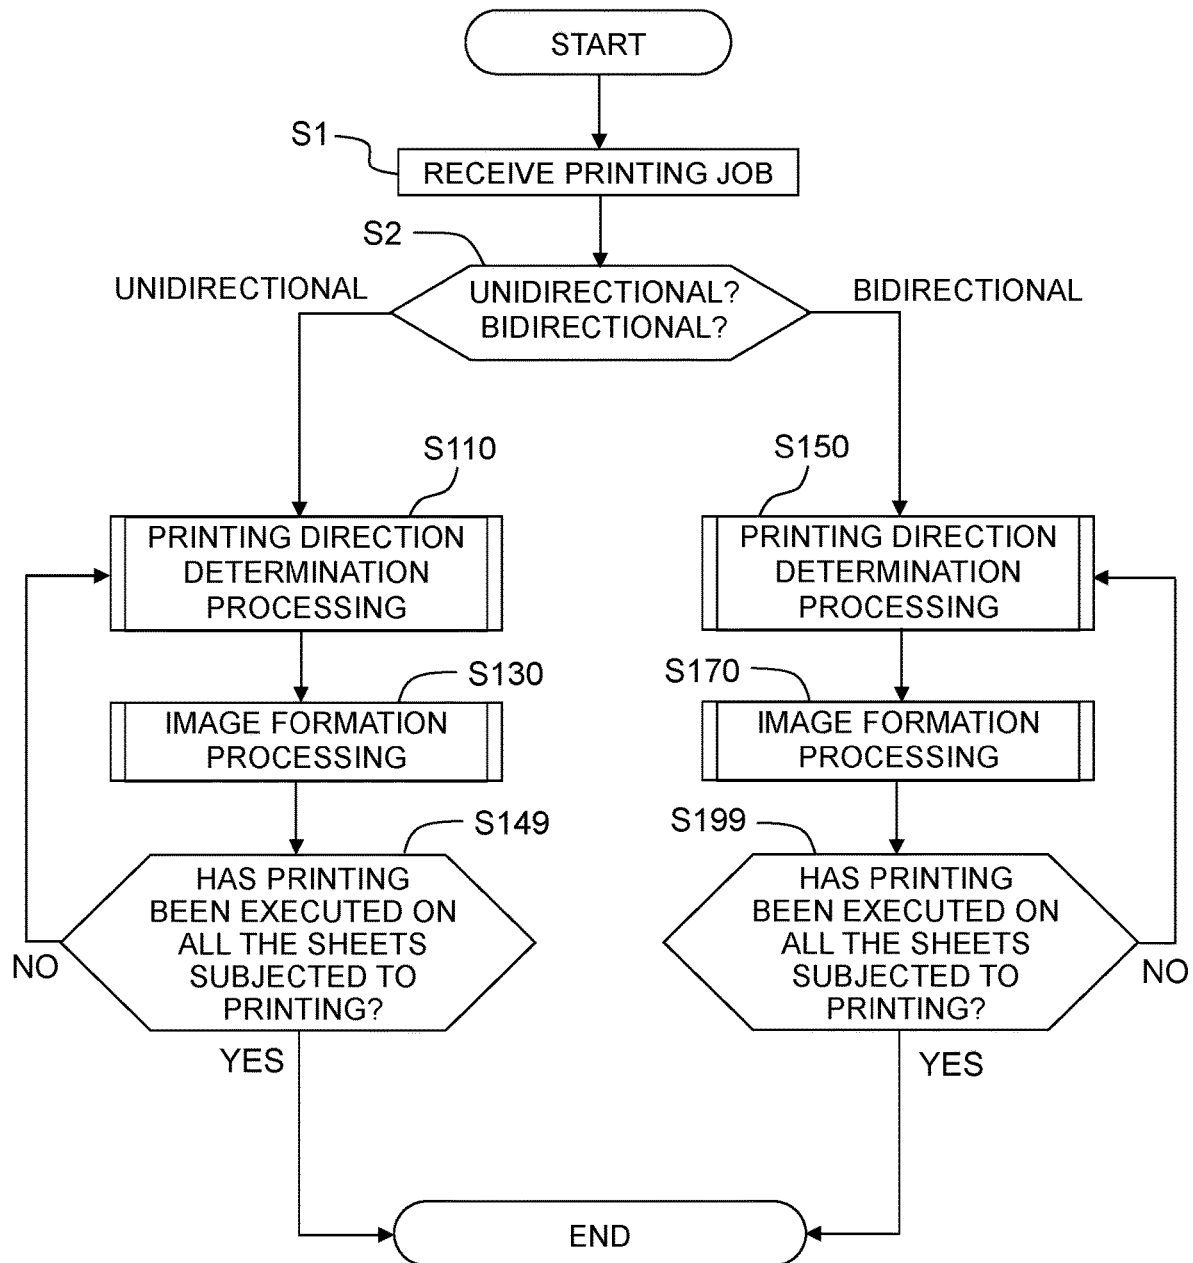 START
S1
RECEIVE PRINTING JOB
S2
UNIDIRECTIONAL
UNIDIRECTIONAL?
BIDIRECTIONAL?
BIDIRECTIONAL
S110
PRINTING DIRECTION
DETERMINATION
PROCESSING
S130
IMAGE FORMATION
PROCESSING
S149
HAS PRINTING
BEEN EXECUTED ON
ALL THE SHEETS
SUBJECTED TO
PRINTING?
NO
YES
S150
PRINTING DIRECTION
DETERMINATION
PROCESSING
S170
IMAGE FORMATION
PROCESSING
S199
HAS PRINTING
BEEN EXECUTED ON
ALL THE SHEETS
SUBJECTED TO
PRINTING?
NO
YES
END